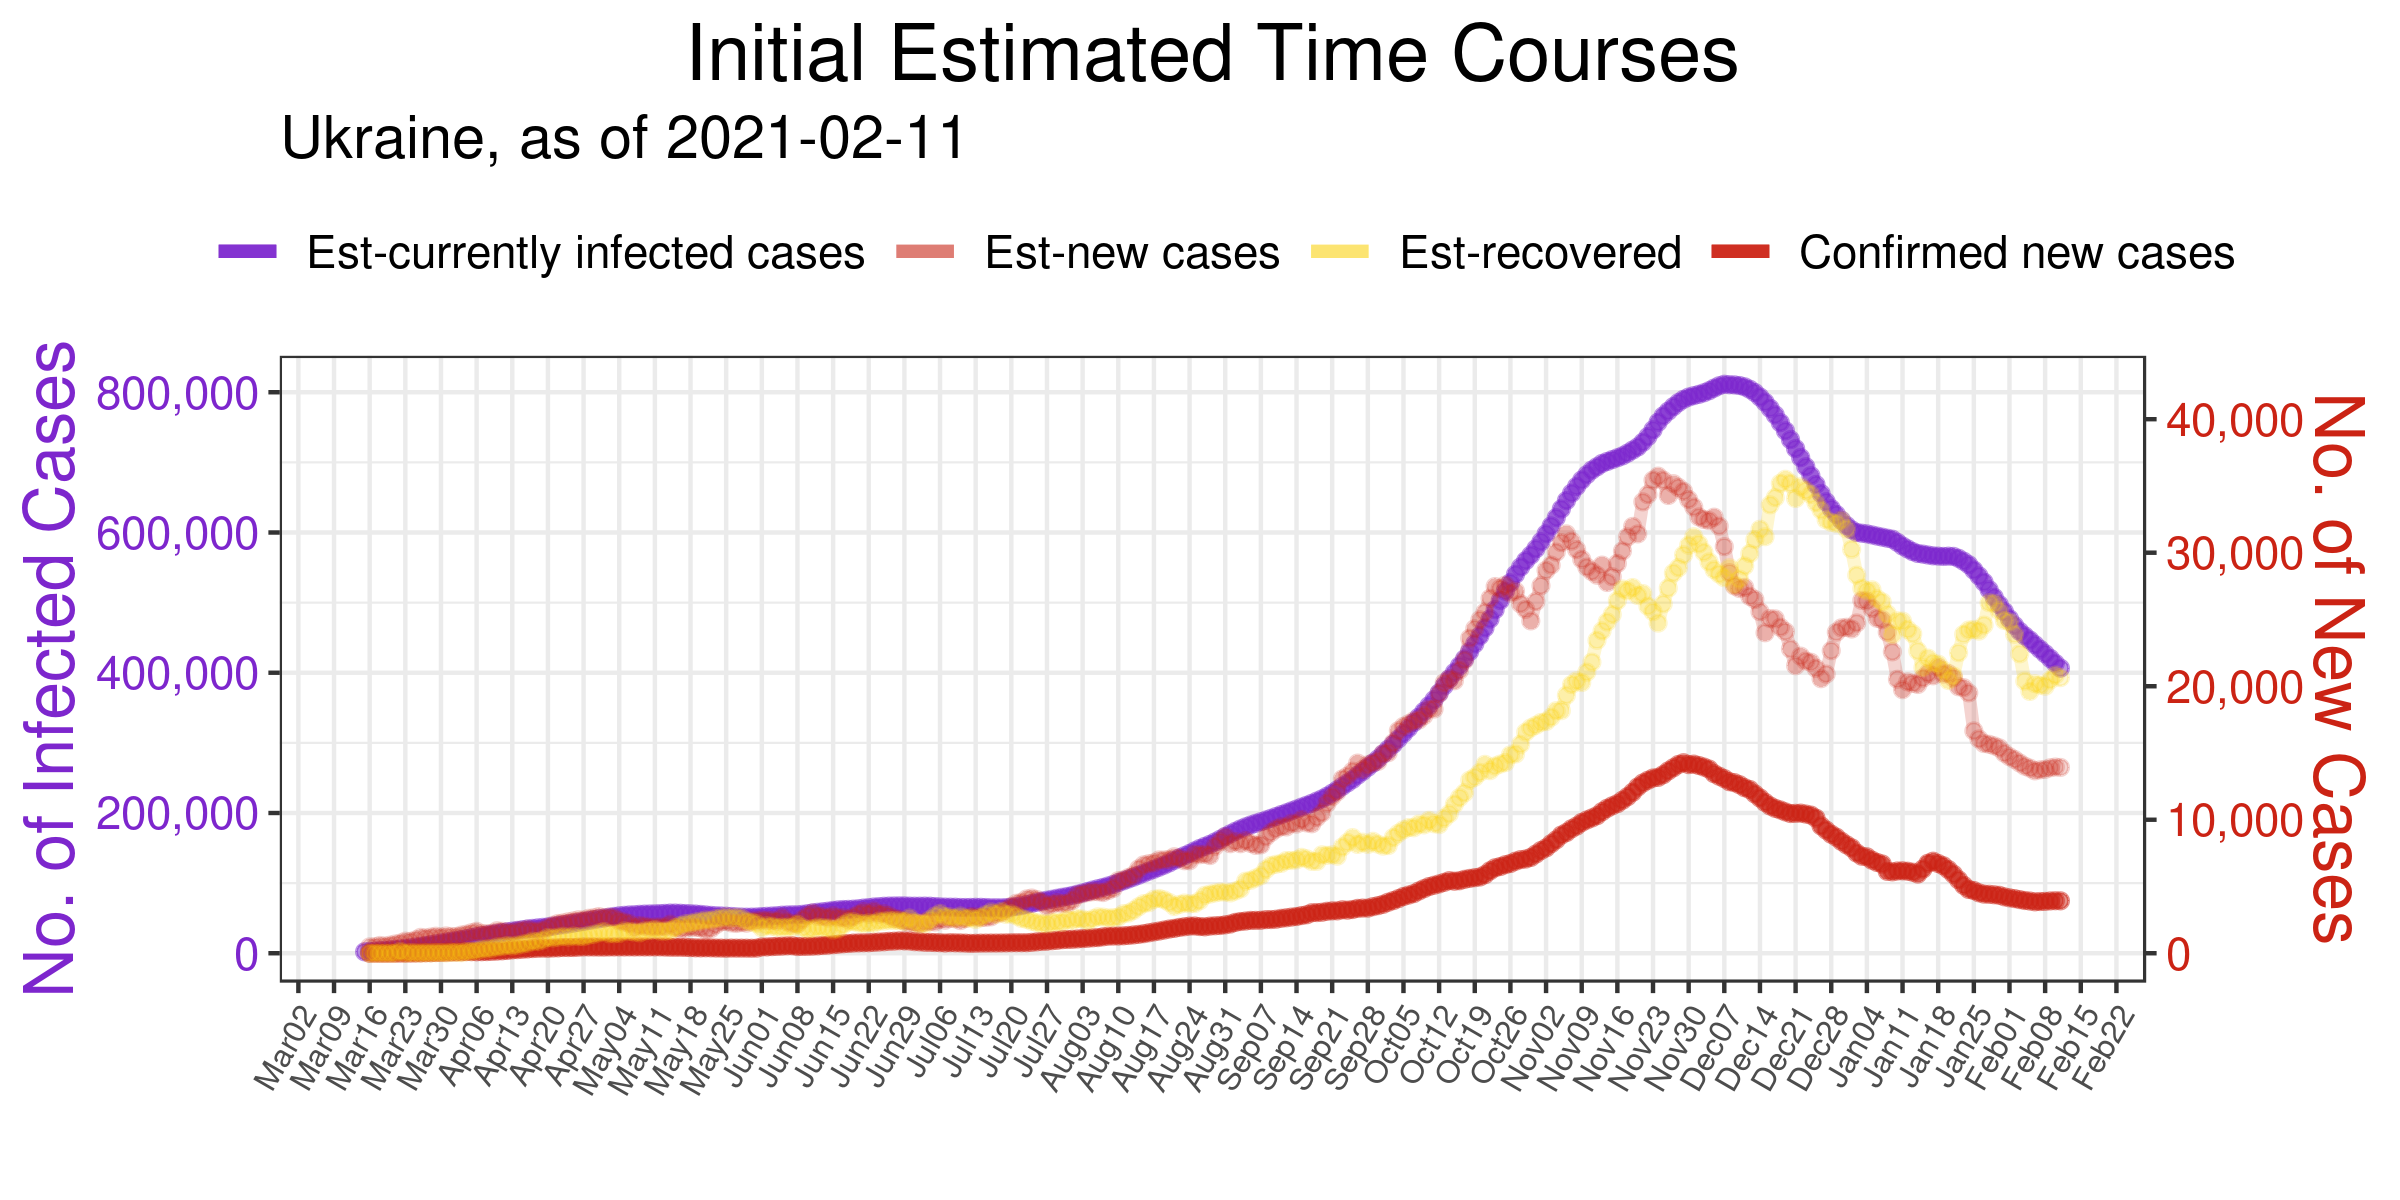 Initial Estimated Time Courses
Ukraine, as of 2021-02-11
Est-currently infected cases Est-new cases Est-recovered Confirmed new cases
No. of Infected Cases
800,000
600,000
400,000
200,000
0
40,000
30,000
20,000
10,000
0
No. of New Cases
Mar02
Mar09
Mar16
Mar23
Mar30
Apr06
Apr13
Apr20
Apr27
May04
May11
May18
May25
Jun01
Jun08
Jun15
Jun22
Jun29
Jul06
Jul13
Jul20
Jul27
Aug03
Aug10
Aug17
Aug24
Aug31
Sep07
Sep14
Sep21
Sep28
Oct05
Oct12
Oct19
Oct26
Nov02
Nov09
Nov16
Nov23
Nov30
Dec07
Dec14
Dec21
Dec28
Dec04
Jan11
Jan18
Jan25
Feb01
Feb08
Feb15
Feb22